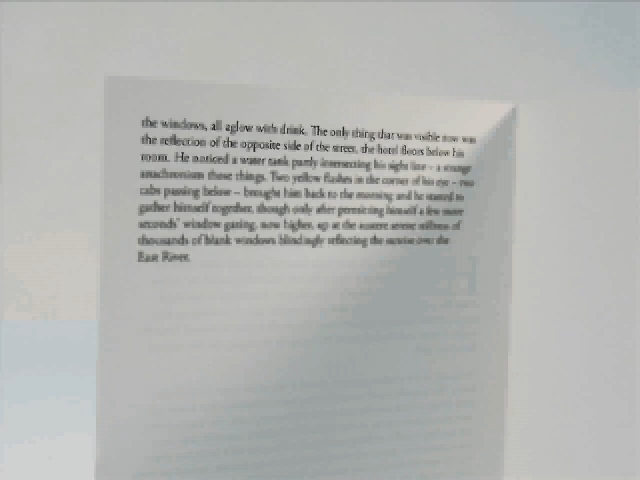 the windows, all aglow with drink. The only thing that was visible now was
the reflection of the opposite side of the street, the hotel floors below his
room. He noticed a water tank partly intersecting his sight line – a strange
anachronism those things. Two yellow flashes in the corner of his eye – two
cabs passing below – brought him back to the morning and he started to
gather himself together, though only after permitting himself a few more
seconds' window gazing, now higher, up at the austere serene stillness of
thousands of blank windows blindingly reflecting the sunrise over the
East River.